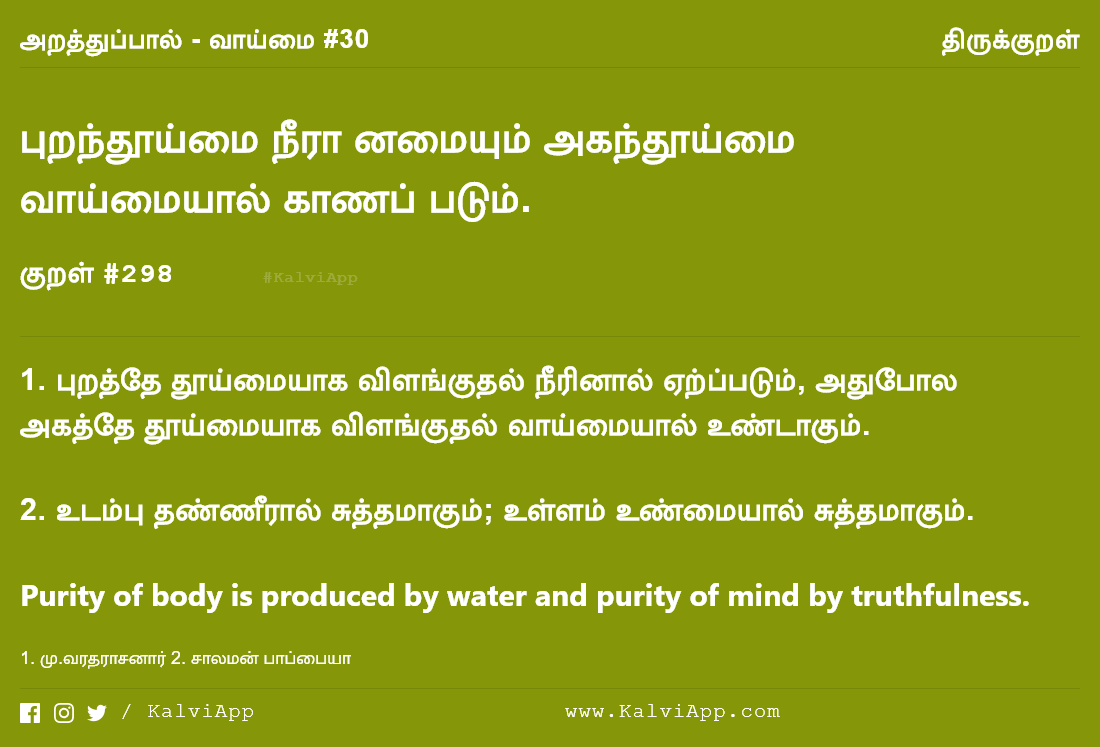 அறத்துப்பால் - வாய்மை #30
திருக்குறள்
புறந்தூய்மை நீரா னமையும் அகந்தூய்மை
வாய்மையால் காணப் படும்.
குறள் #298
#KalviApp
1. புறத்தே தூய்மையாக விளங்குதல் நீரினால் ஏற்ப்படும், அதுபோல
அகத்தே தூய்மையாக விளங்குதல் வாய்மையால் உண்டாகும்.
2. உடம்பு தண்ணீரால் சுத்தமாகும்; உள்ளம் உண்மையால் சுத்தமாகும்.
Purity of body is produced by water and purity of mind by truthfulness.
1. மு.வரதராசனார் 2. சாலமன் பாப்பையா
/ KalviApp
www.KalviApp.com